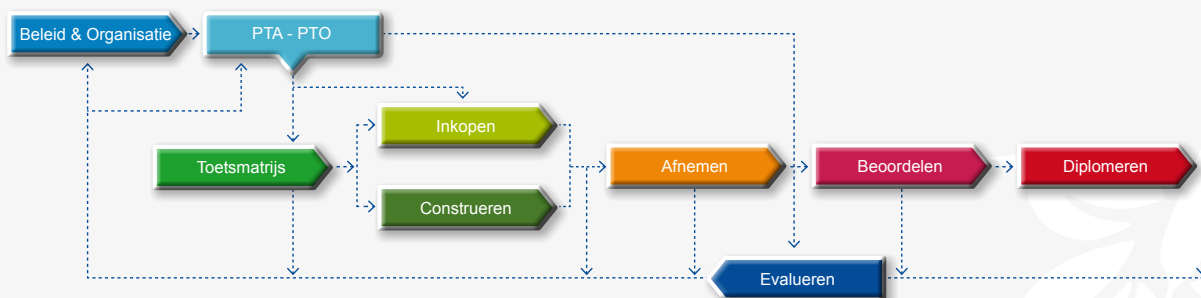 Beleid & Organisatie
PTA - PTO
Inkopen
Toetsmatrijs
Afnemen
Beoordelen
Diplomeren
Construeren
Evalueren